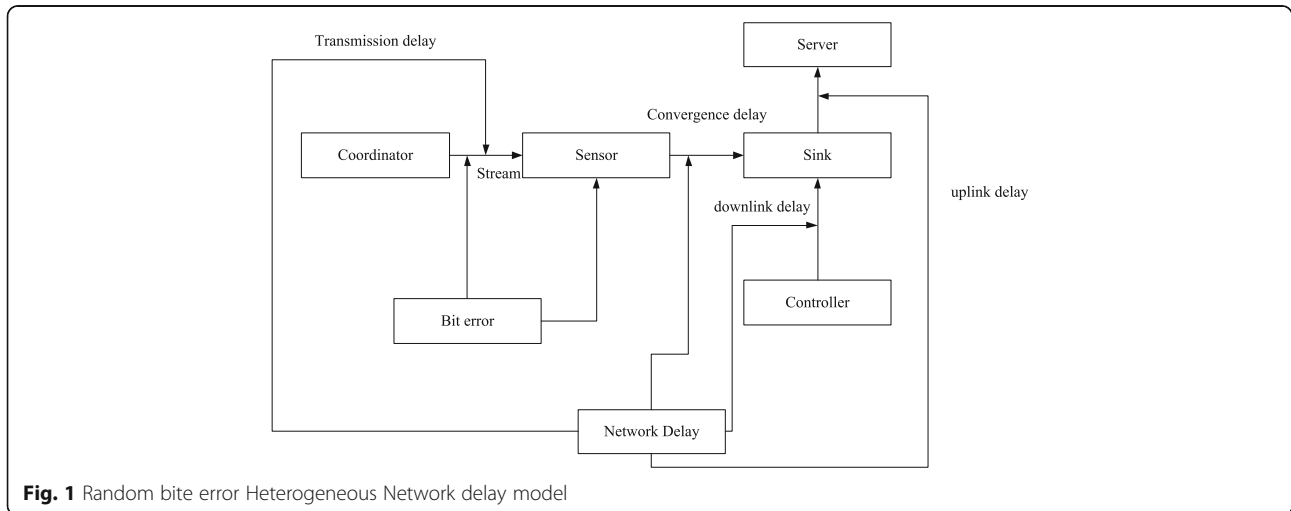 Transmission delay
Server
Convergence delay
Coordinator
Sensor
Sink
Stream
uplink delay
downlink delay
Controller
Bit error
Network Delay
Fig. 1 Random bite error Heterogeneous Network delay model